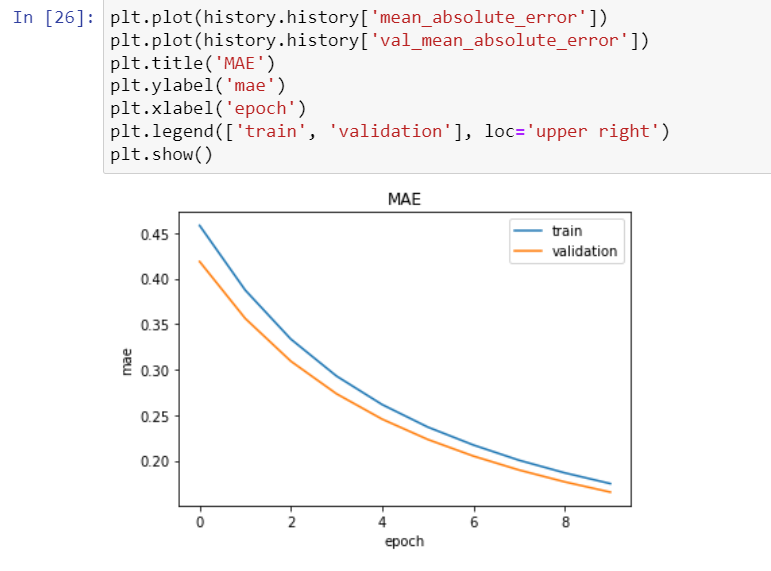 In [26]: plt.plot(history.history['mean_absolute_error'])
plt.plot(history.history['val_mean_absolute_error'])
plt.title('MAE')
plt.ylabel('mae')
plt.xlabel('epoch')
plt.legend(['train', 'validation'], loc='upper right')
plt.show()
MAE
train
validation
0.45
0.40
0.35
0.30
0.25
0.20
mae
0 2 4 6 8
epoch